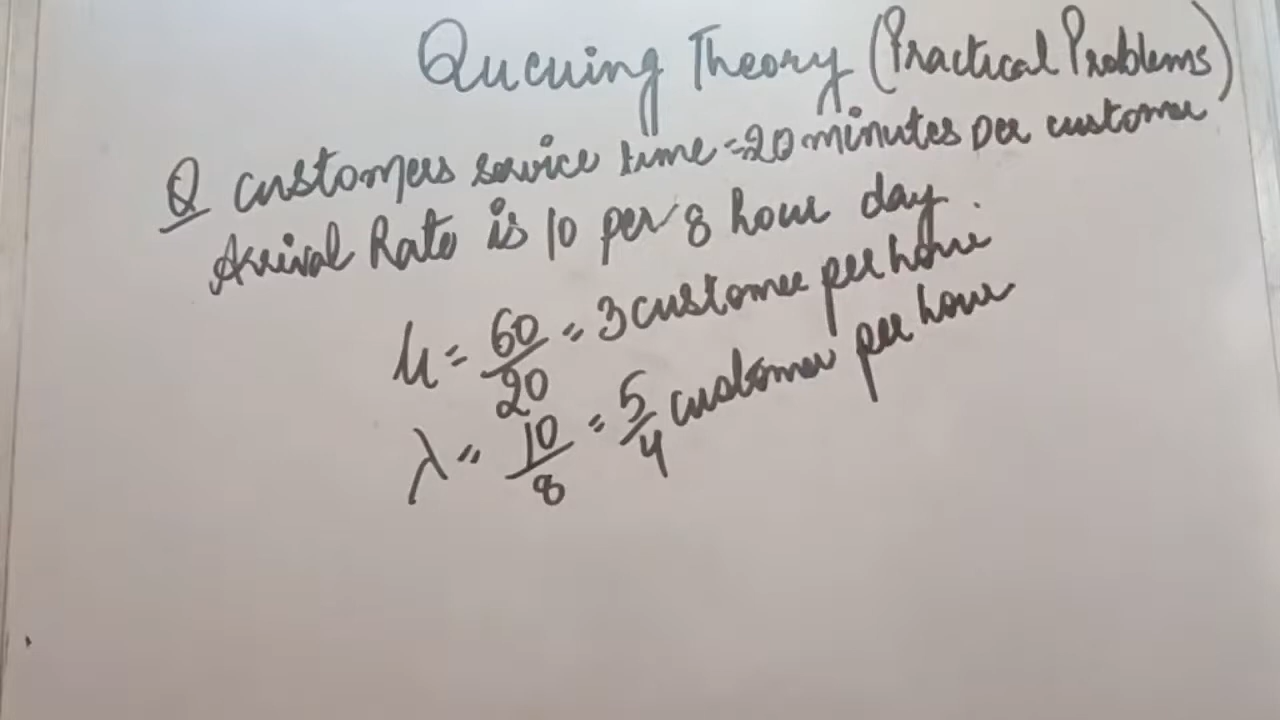 Queuing Theory (Practical Problems)
Q customers service time = 20 minutes per customer
Arrival Rate is 10 per 8 hour day.
μ = 60/20 = 3 customer per hour
λ = 10/8 = 5/4 customer per hour